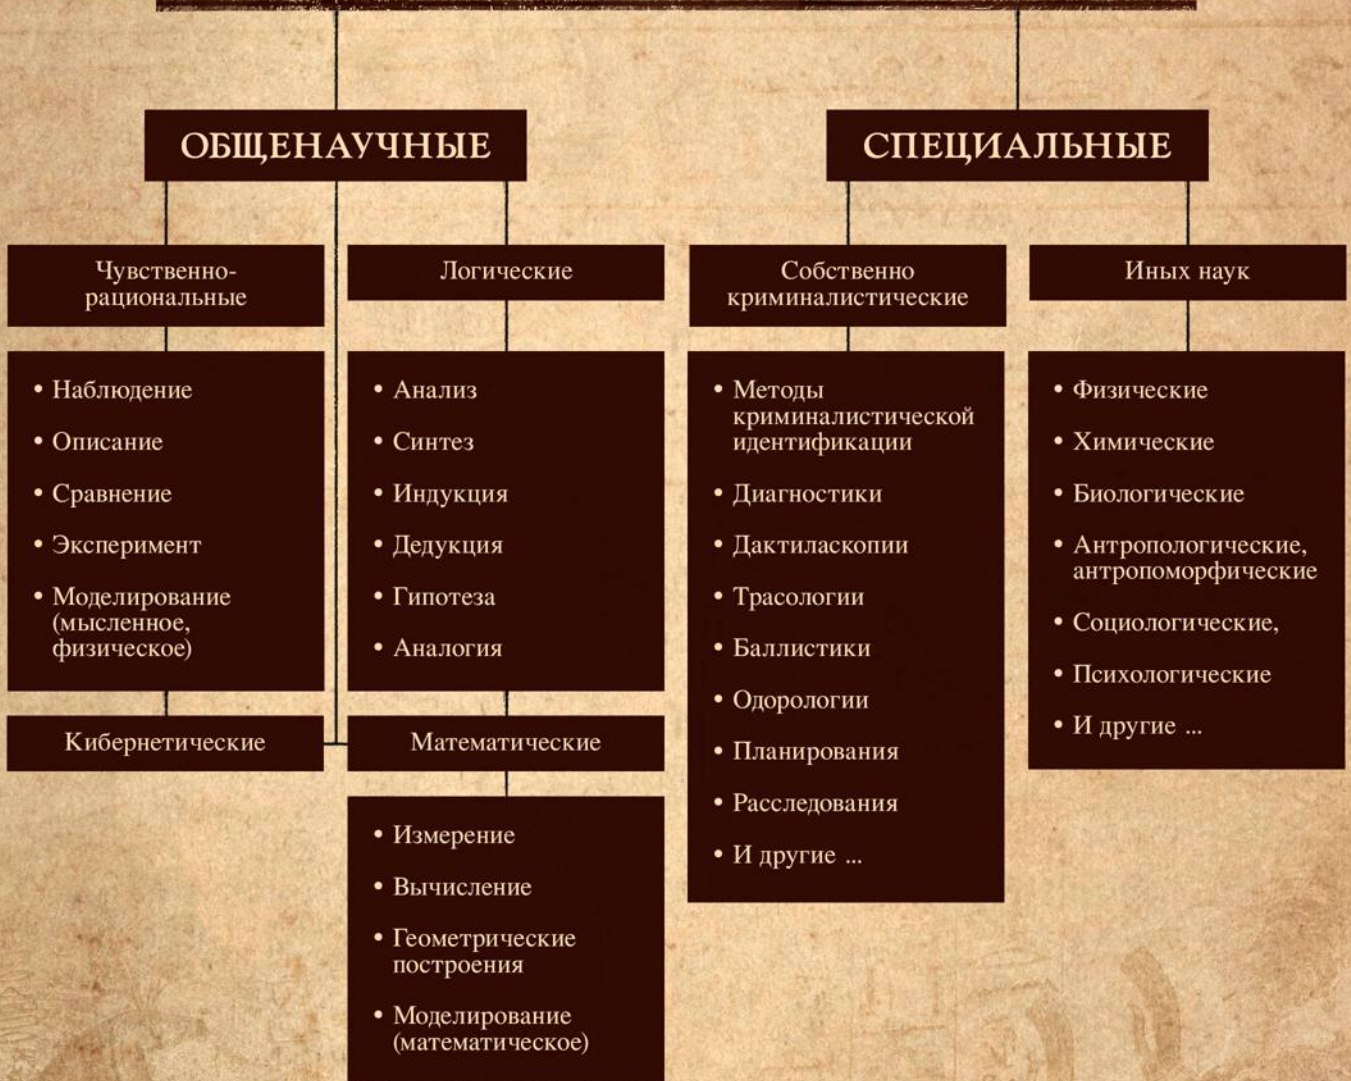 ОБЩЕНАУЧНЫЕ
СПЕЦИАЛЬНЫЕ
Чувственно-
рациональные
Логические
Собственно
криминалистические
Иных наук
• Наблюдение
• Описание
• Сравнение
• Эксперимент
• Моделирование
(мысленное,
физическое)
• Анализ
• Синтез
• Индукция
• Дедукция
• Гипотеза
• Аналогия
• Методы
криминалистической
идентификации
• Диагностики
• Дактиласкопии
• Трасологии
• Баллистики
• Одорологии
• Планирования
• Расследования
• И другие ...
• Физические
• Химические
• Биологические
• Антропологические,
антропоморфические
• Социологические,
• Психологические
• И другие ...
Кибернетические
Математические
• Измерение
• Вычисление
• Геометрические
построения
• Моделирование
(математическое)